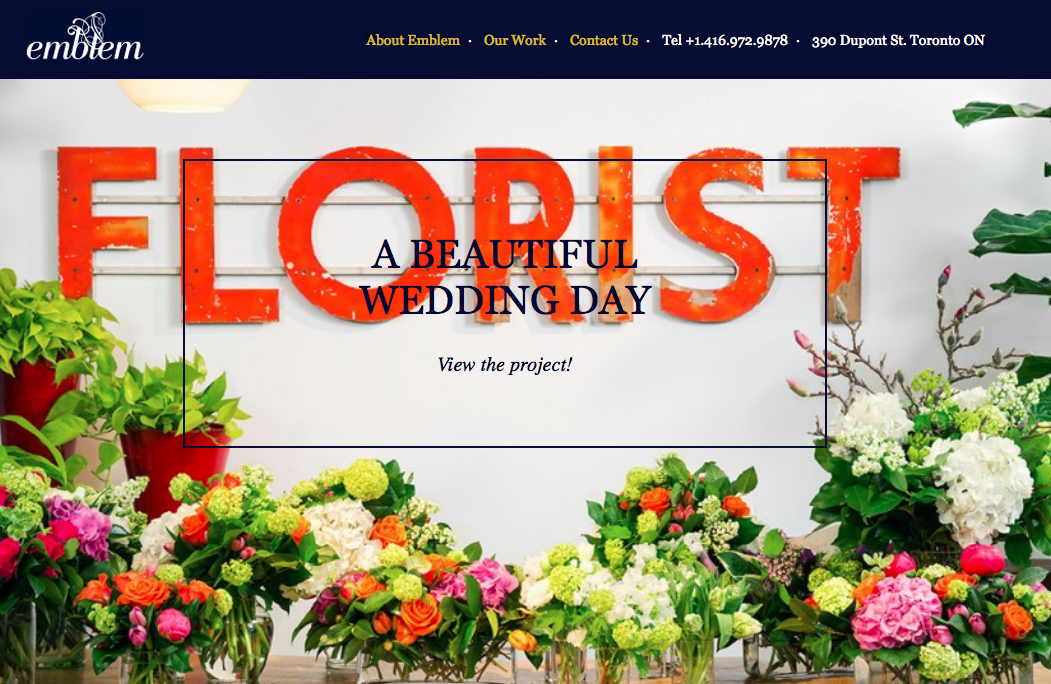 emblem
About Emblem · Our Work · Contact Us · Tel +1.416.972.9878 · 390 Dupont St. Toronto ON
FLORIST
A BEAUTIFUL
WEDDING DAY
View the project!